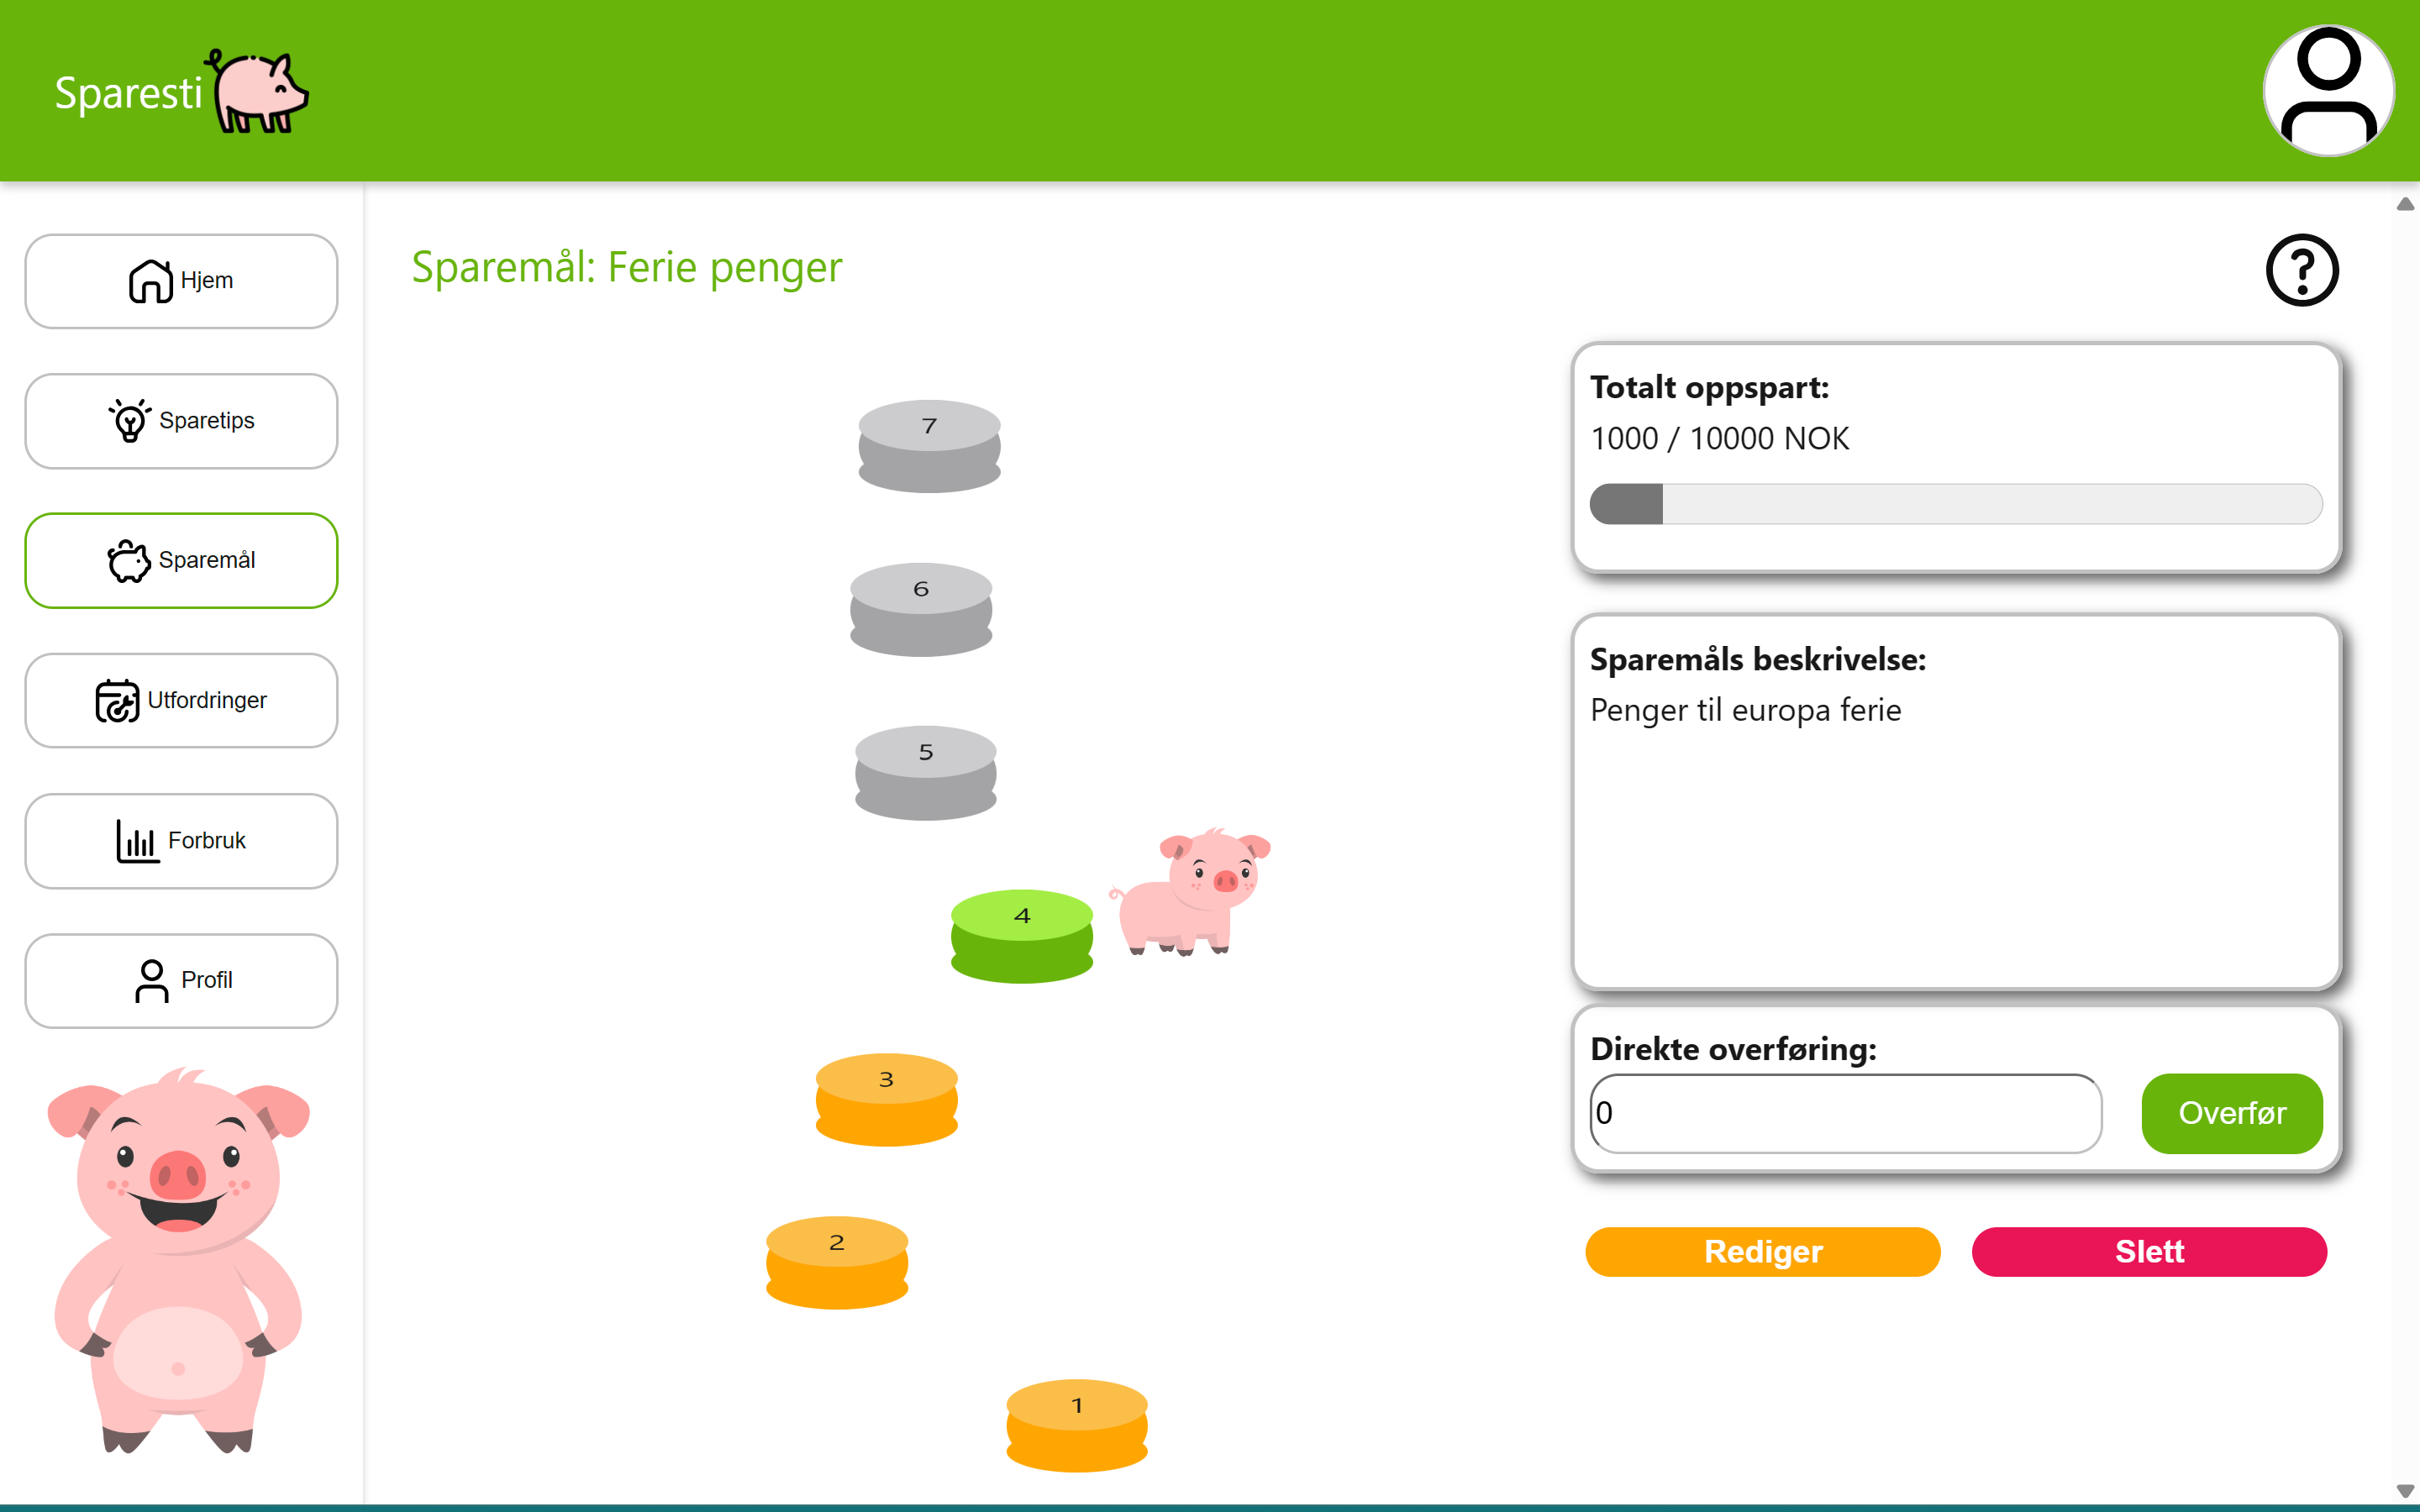 Sparesti
Hjem
Sparetips
Sparemål
Utfordringer
Forbruk
Profil
Sparemål: Ferie penger
7
6
5
4
3
2
1
Totalt oppspart:
1000 / 10000 NOK
Sparemåls beskrivelse:
Penger til europa ferie
Direkte overføring:
0
Overfør
Rediger
Slett